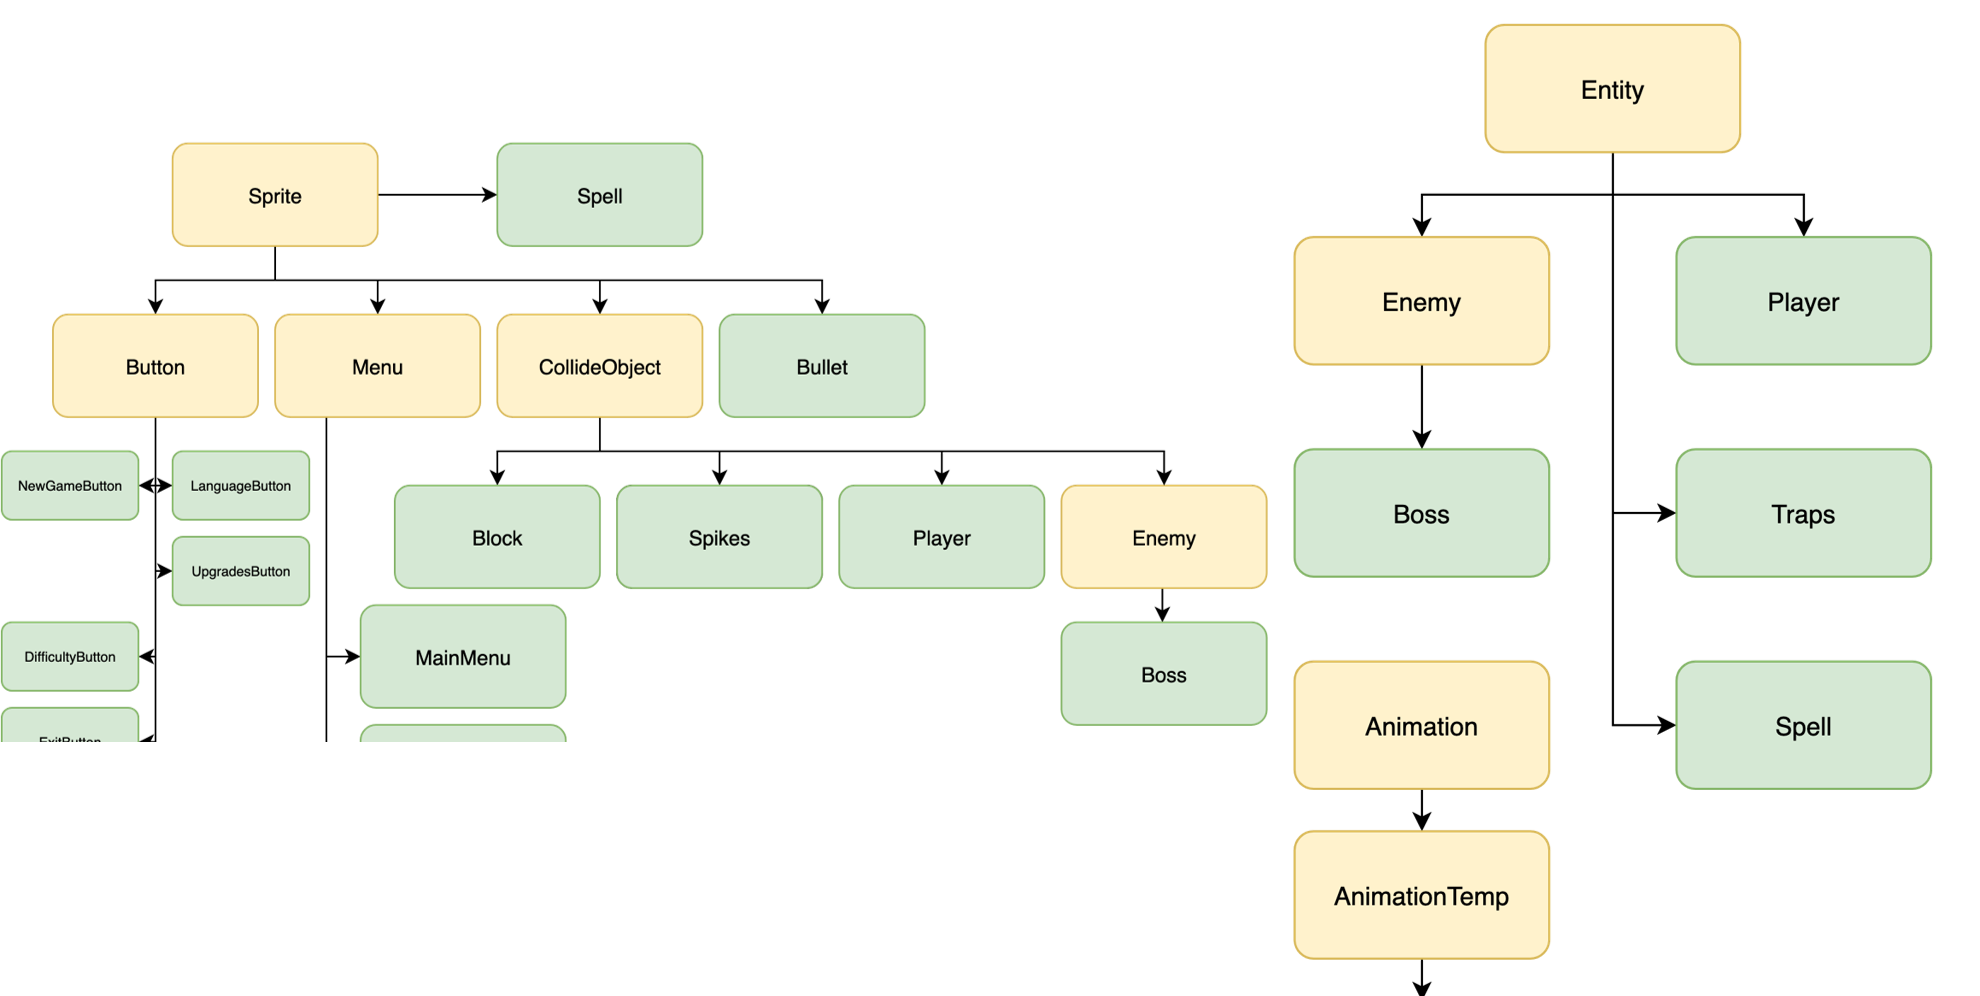 Entity
Sprite
Spell
Enemy
Player
Button
Menu
CollideObject
Bullet
NewGameButton
LanguageButton
Block
Spikes
Player
Enemy
Boss
Traps
UpgradesButton
DifficultyButton
MainMenu
Boss
Animation
Spell
ExitButton
AnimationTemp